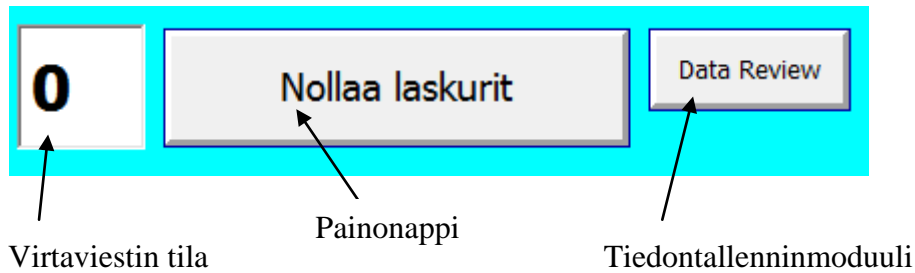 0
Nollaa laskurit
Data Review
Painonappi
Virtaviestin tila
Tiedontallenninmoduuli